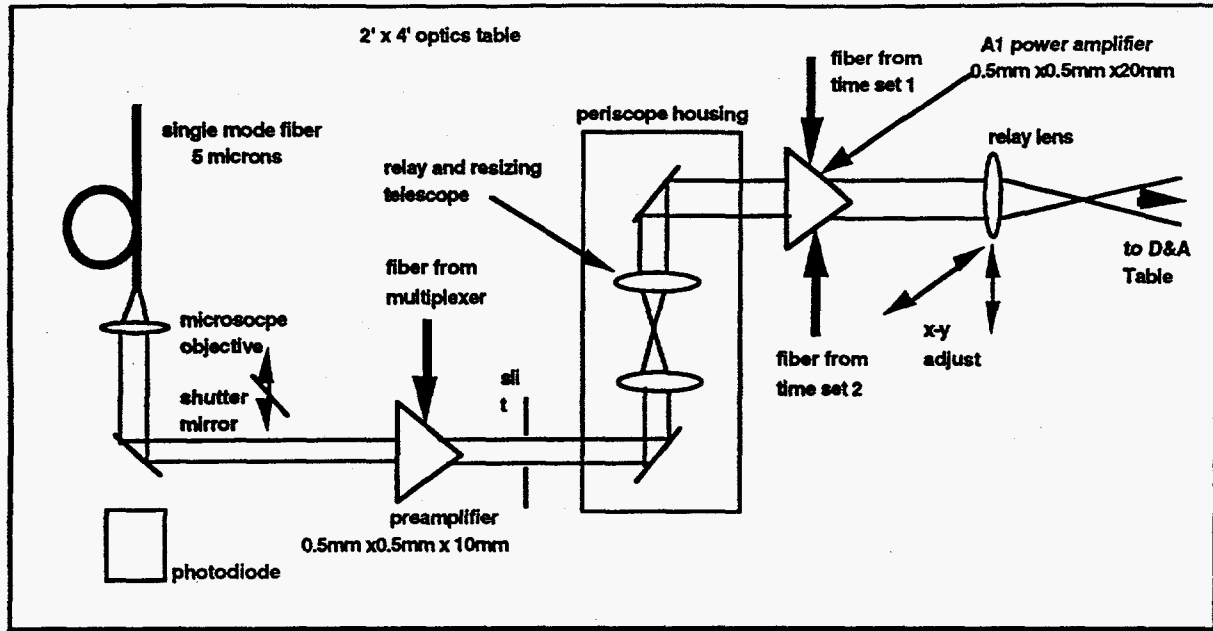 2' x 4' optics table
single mode fiber
5 microns
microsocpe
objective
shutter
mirror
photodiode
fiber from
multiplexer
preamplifier
0.5mm x0.5mm x 10mm
sli
t
relay and resizing
telescope
periscope housing
fiber from
time set 1
A1 power amplifier
0.5mm x0.5mm x20mm
fiber from
time set 2
relay lens
x-y
adjust
to D&A
Table